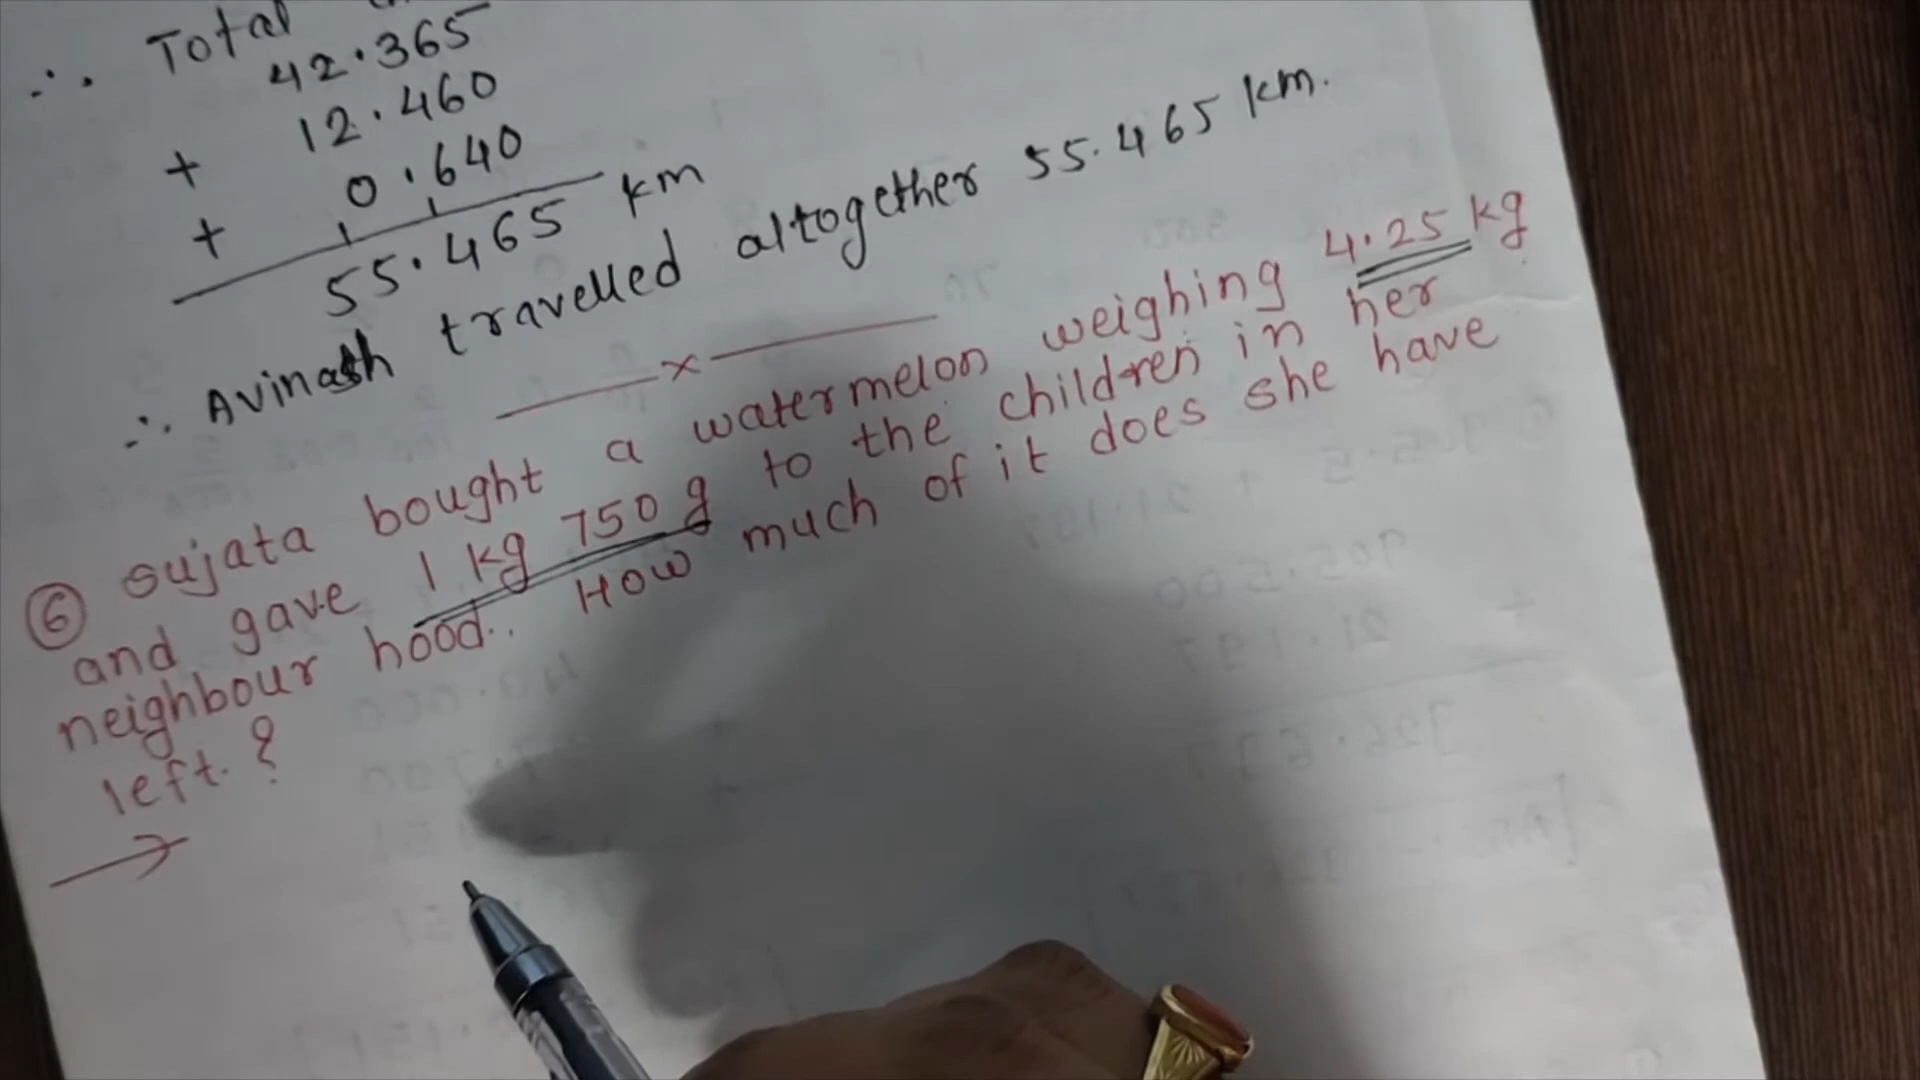 ∴ Total
42.365
+ 12.460
+ 0.640
1 1
55.465 km
∴ Avinash travelled altogether 55.465 km.
x
⑥ sujata bought a watermelon weighing 4.25 kg
and gave 1 kg 750 g to the children in her
neighbour hood. How much of it does she have
left.?
→